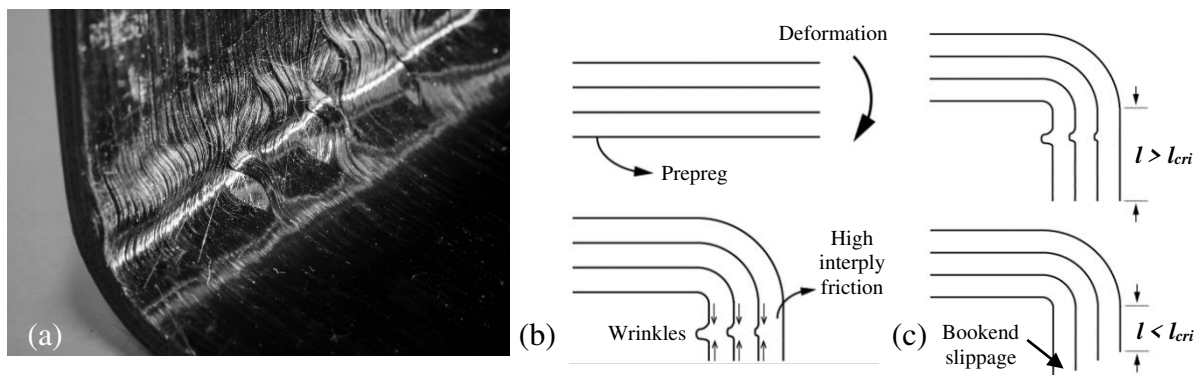 (a)
(b)
Deformation
Prepreg
High
interply
friction
Wrinkles
(c)
l > lcri
l < lcri
Bookend
slippage